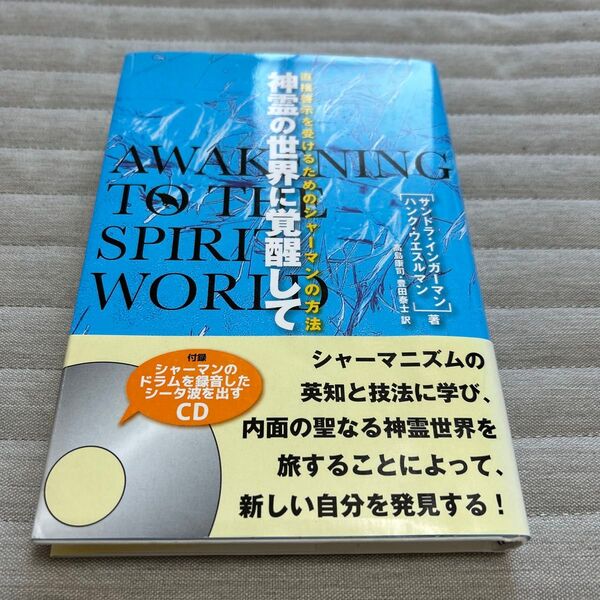 直接啓示を受けるためのシャーマンの方法
神霊の世界に覚醒して
AWAKENING
TO THE
SPIRIT
WORLD
[サンドラ・インガーマン
ハンク・ウエスルマン]著
高島康司・豊田泰士 訳
付録
シャーマンの
ドラムを録音した
シータ波を出す
CD
シャーマニズムの
英知と技法に学び、
内面の聖なる神霊世界を
旅することによって、
新しい自分を発見する!